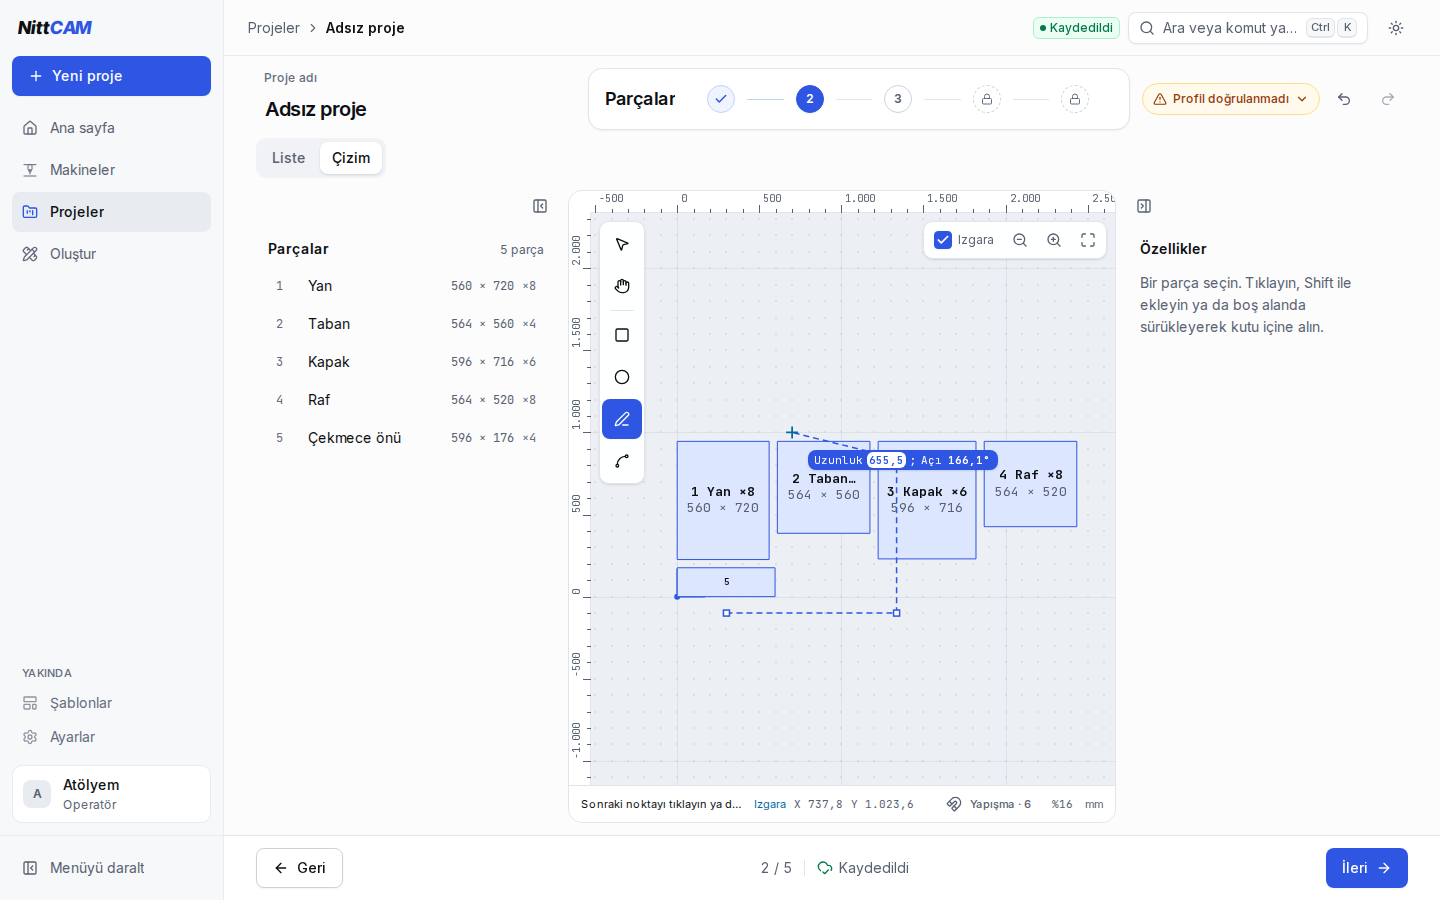 NittCAM
Yeni proje
Ana sayfa
Makineler
Projeler
Oluştur
YAKINDA
Şablonlar
Ayarlar
A
Atölyem
Operatör
Menüyü daralt
Projeler > Adsız proje
Kaydedildi
Ara veya komut ya… Ctrl K
Proje adı
Adsız proje
Parçalar 2 3
Profil doğrulanmadı
Liste Çizim
Parçalar 5 parça
1 Yan 560 × 720 ×8
2 Taban 564 × 560 ×4
3 Kapak 596 × 716 ×6
4 Raf 564 × 520 ×8
5 Çekmece önü 596 × 176 ×4
-500 0 500 1.000 1.500 2.000 2.50
2.000
1.500
1.000
500
0
-500
-1.000
Izgara
Uzunluk 655,5 ; Açı 166,1°
1 Yan ×8
560 × 720
2 Taban…
564 × 560
3 Kapak ×6
596 × 716
4 Raf ×8
564 × 520
5
Sonraki noktayı tıklayın ya d… Izgara X 737,8 Y 1.023,6 Yapışma · 6 %16 mm
Özellikler
Bir parça seçin. Tıklayın, Shift ile
ekleyin ya da boş alanda
sürükleyerek kutu içine alın.
Geri
2 / 5
Kaydedildi
İleri